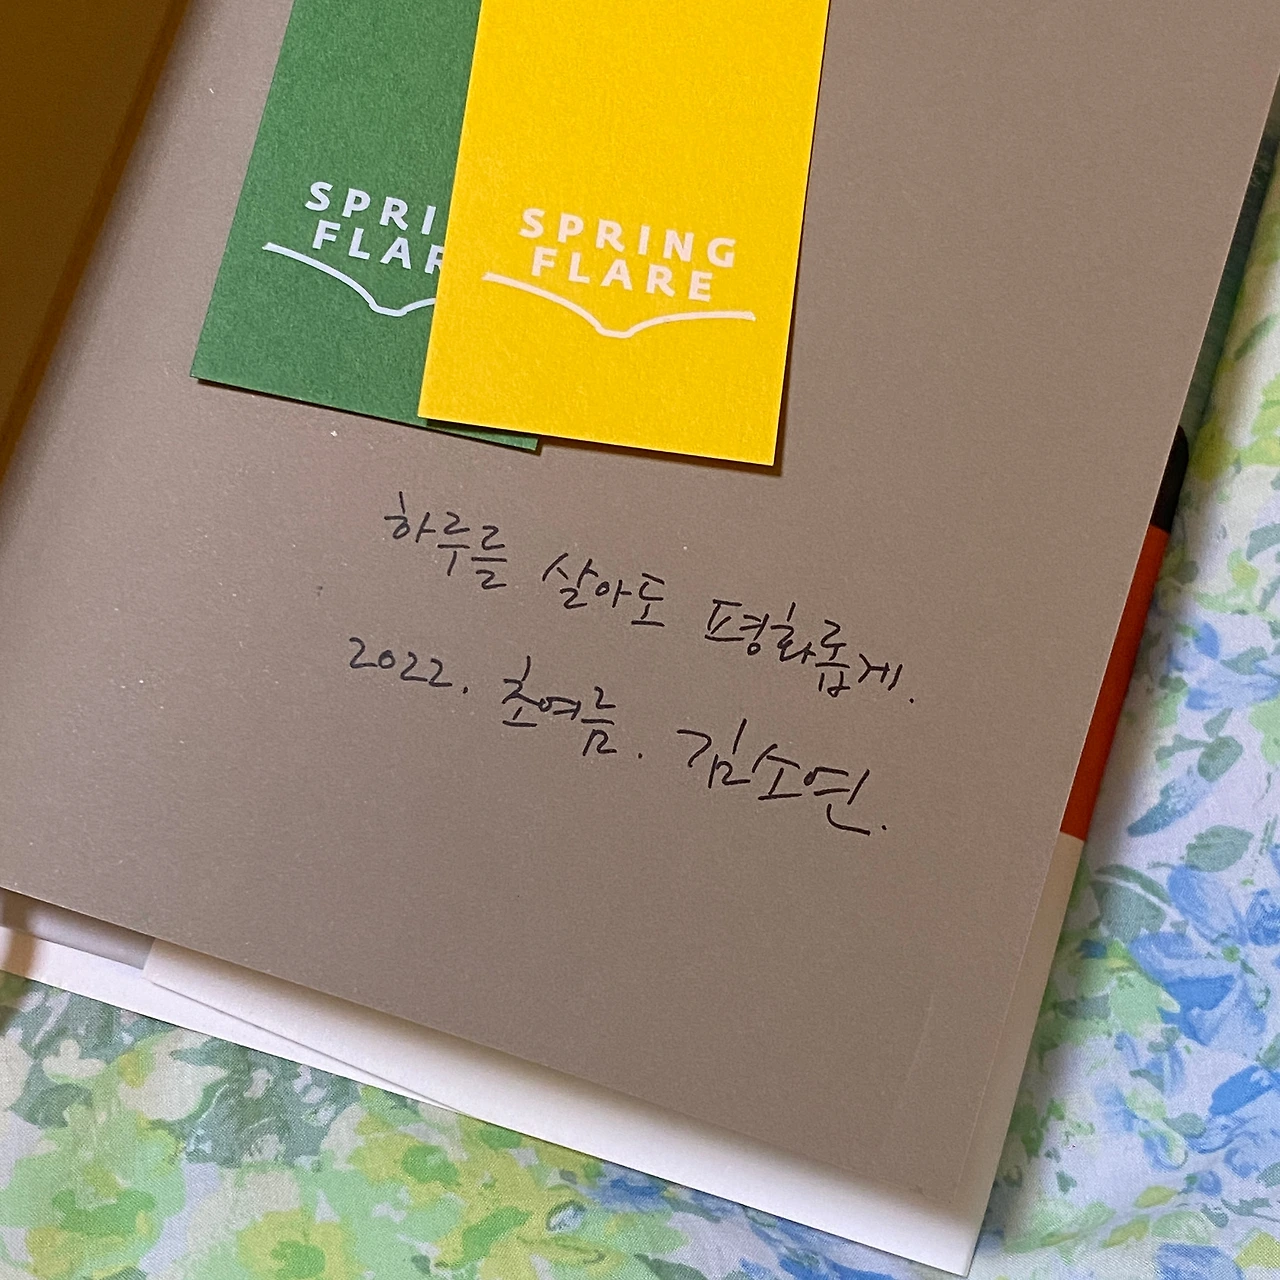 SPRI
FLAR
SPRING
FLARE
하루를 살아도 평화롭게.
2022. 초여름. 김소연.